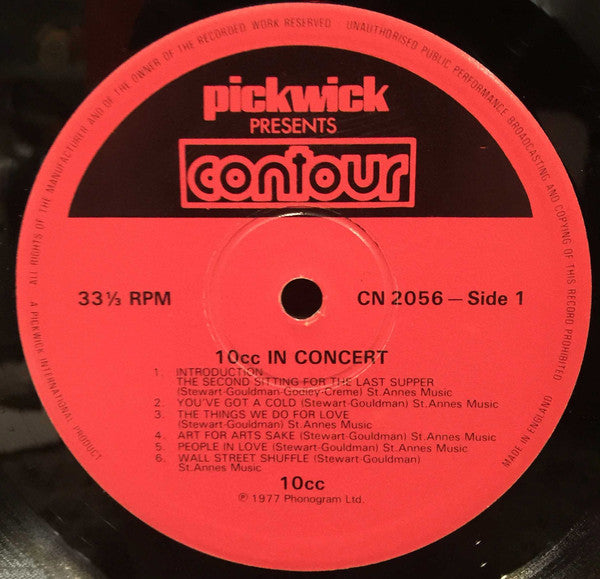 ALL RIGHTS OF THE MANUFACTURER AND OF THE OWNER OF THE RECORDED WORK RESERVED · UNAUTHORISED PUBLIC PERFORMANCE BROADCASTING AND COPYING OF THIS RECORD PROHIBITED
pickwick
PRESENTS
contour
33⅓ RPM
CN 2056 — Side 1
10cc IN CONCERT
1. INTRODUCTION
THE SECOND SITTING FOR THE LAST SUPPER
(Stewart-Gouldman-Godley-Creme) St.Annes Music
2. YOU'VE GOT A COLD (Stewart-Gouldman) St.Annes Music
3. THE THINGS WE DO FOR LOVE
(Stewart-Gouldman) St.Annes Music
4. ART FOR ARTS SAKE (Stewart-Gouldman) St.Annes Music
5. PEOPLE IN LOVE (Stewart-Gouldman) St.Annes Music
6. WALL STREET SHUFFLE (Stewart-Gouldman)
St.Annes Music
10cc
℗ 1977 Phonogram Ltd.
A PICKWICK INTERNATIONAL PRODUCT
MADE IN ENGLAND